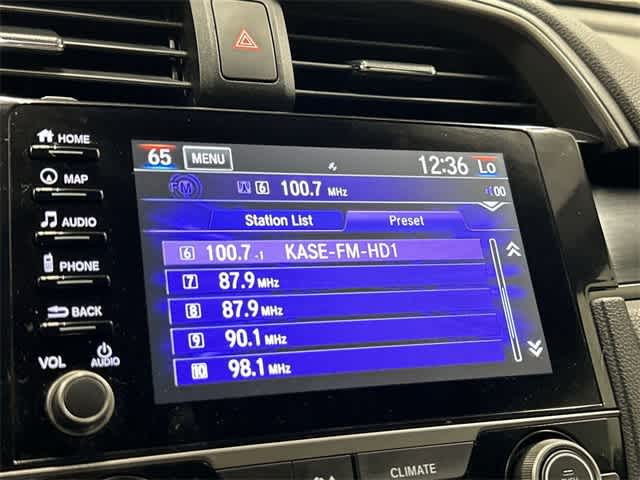 HOME
MAP
AUDIO
PHONE
BACK
VOL
AUDIO
65 MENU 12:36 Lo
FM 6 100.7 MHz
Station List Preset
6 100.7 -1 KASE-FM-HD1
7 87.9 MHz
8 87.9 MHz
9 90.1 MHz
10 98.1 MHz
CLIMATE